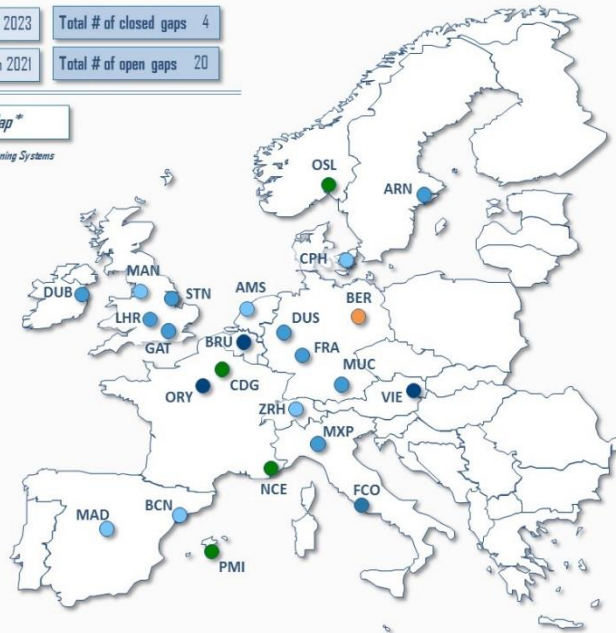 2023
Total # of closed gaps 4
2021
Total # of open gaps 20
ap*
ning Systems
OSL
ARN
CPH
MAN
DUB
STN
AMS
BER
LHR
DUS
GAT
BRU
FRA
MUC
ORY
CDG
VIE
ZRH
MXP
NCE
FCO
MAD
BCN
PMI